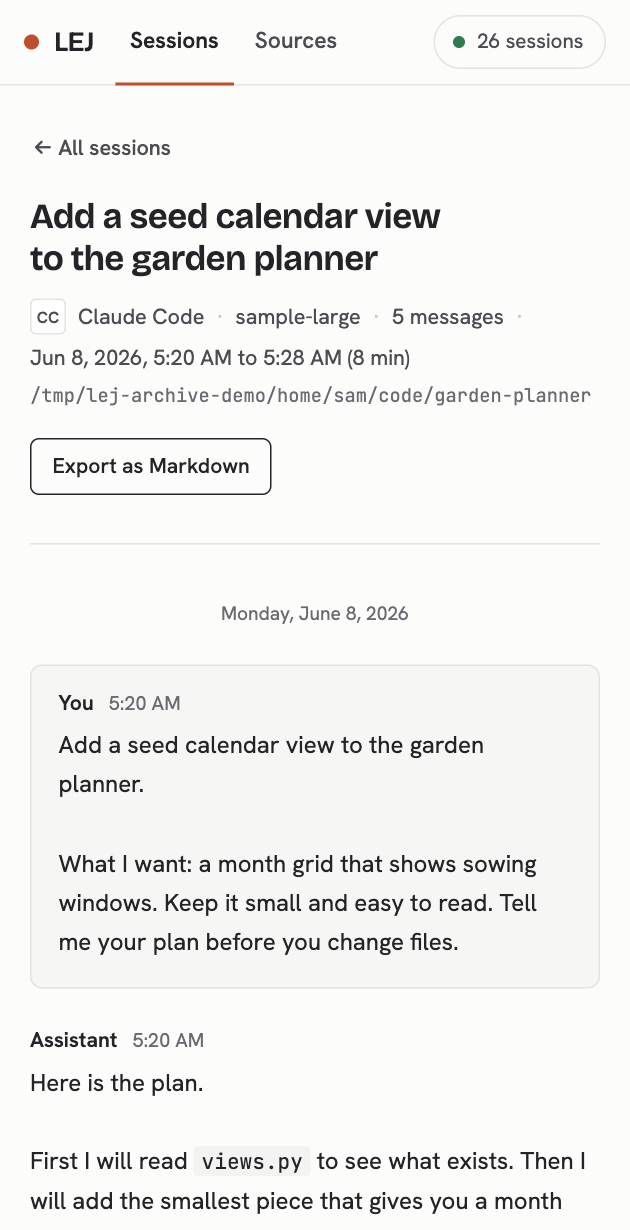 LEJ Sessions Sources 26 sessions
← All sessions
Add a seed calendar view
to the garden planner
CC Claude Code · sample-large · 5 messages ·
Jun 8, 2026, 5:20 AM to 5:28 AM (8 min)
/tmp/lej-archive-demo/home/sam/code/garden-planner
Export as Markdown
Monday, June 8, 2026
You 5:20 AM
Add a seed calendar view to the garden
planner.
What I want: a month grid that shows sowing
windows. Keep it small and easy to read. Tell
me your plan before you change files.
Assistant 5:20 AM
Here is the plan.
First I will read views.py to see what exists. Then I
will add the smallest piece that gives you a month